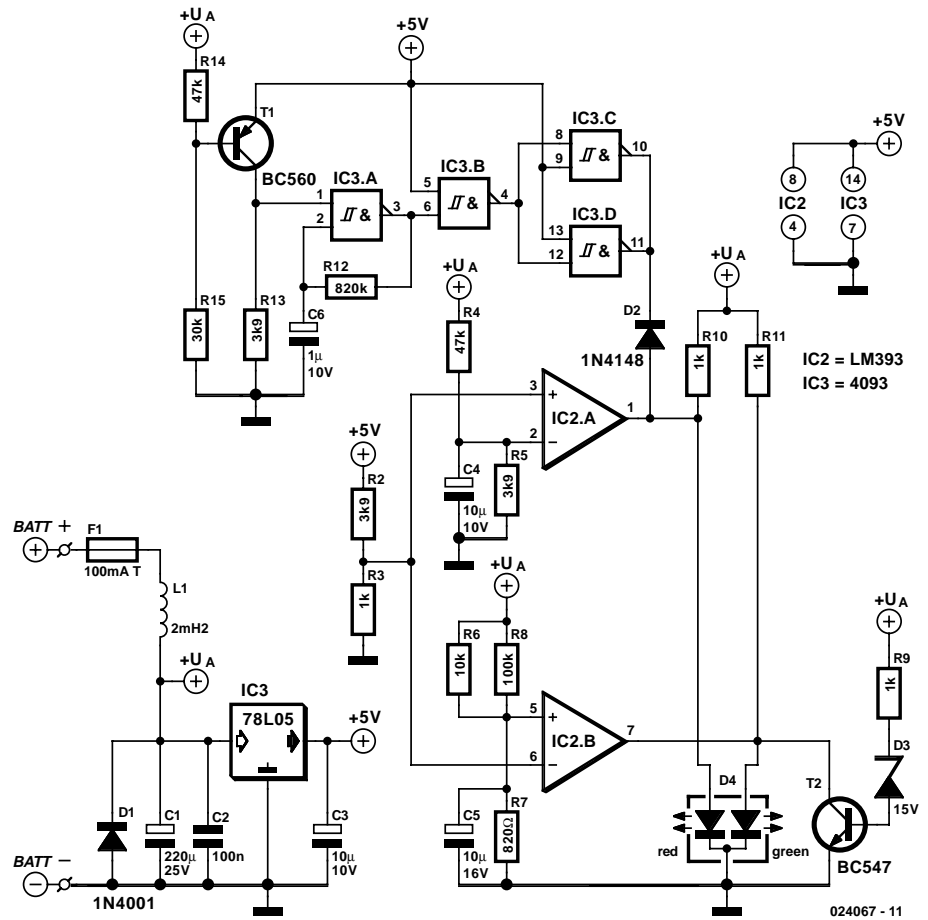 +U A
R14
47k
T1
BC560
+5V
IC3.A
1
2
3
IC3.B
5
6
4
IC3.C
8
9
10
IC3.D
13
12
11
R12
820k
R15
30k
R13
3k9
C6
1µ
10V
+5V
8
14
IC2
IC3
4
7
+U A
R4
47k
D2
1N4148
+U A
R10
1k
R11
1k
IC2 = LM393
IC3 = 4093
3
2
IC2.A
1
R5
3k9
C4
10µ
10V
+5V
R2
3k9
R3
1k
BATT +
F1
100mA T
L1
2mH2
+U A
IC3
78L05
+5V
D1
1N4001
C1
220µ
25V
C2
100n
C3
10µ
10V
BATT –
+U A
R6
10k
R8
100k
5
6
IC2.B
7
C5
10µ
16V
R7
820Ω
D4
red
green
+U A
R9
1k
D3
15V
T2
BC547
024067 - 11